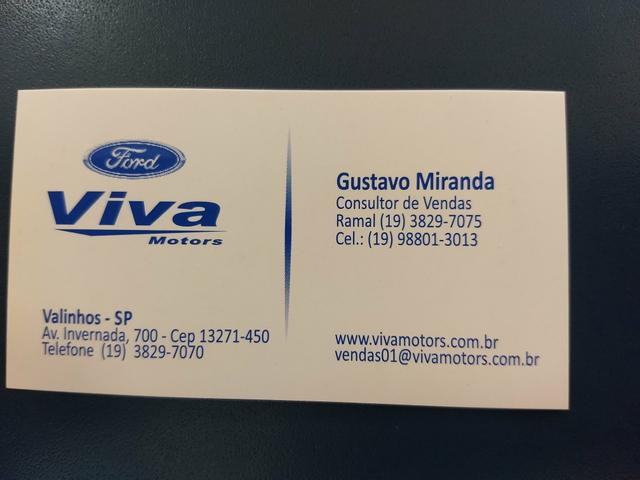 Ford
Viva
Motors
Valinhos - SP
Av. Invernada, 700 - Cep 13271-450
Telefone (19) 3829-7070
Gustavo Miranda
Consultor de Vendas
Ramal (19) 3829-7075
Cel.: (19) 98801-3013
www.vivamotors.com.br
vendas01@vivamotors.com.br